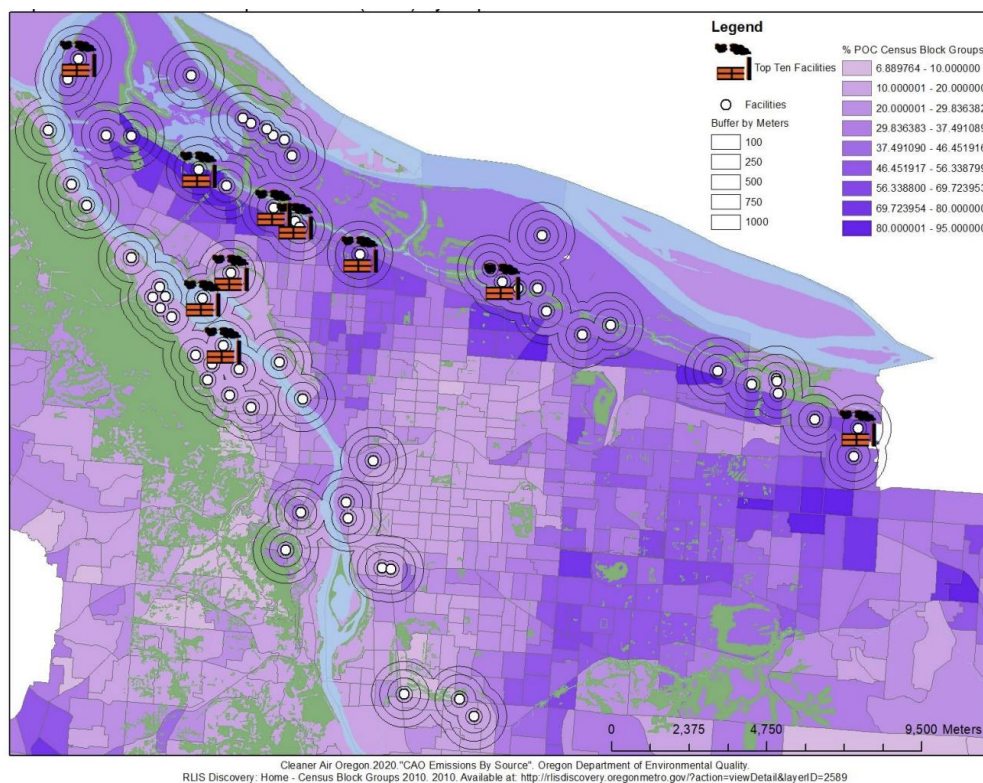 Legend
Top Ten Facilities
Facilities
Buffer by Meters
100
250
500
750
1000
% POC Census Block Groups
6.889764 - 10.000000
10.000001 - 20.000000
20.000001 - 29.836382
29.836383 - 37.491089
37.491090 - 46.451916
46.451917 - 56.338799
56.338800 - 69.723953
69.723954 - 80.000000
80.000001 - 95.000000
0 2,375 4,750 9,500 Meters
Cleaner Air Oregon.2020."CAO Emissions By Source". Oregon Department of Environmental Quality.
RLIS Discovery: Home - Census Block Groups 2010. 2010. Available at: http://rlisdiscovery.oregonmetro.gov/?action=viewDetail&layerID=2589